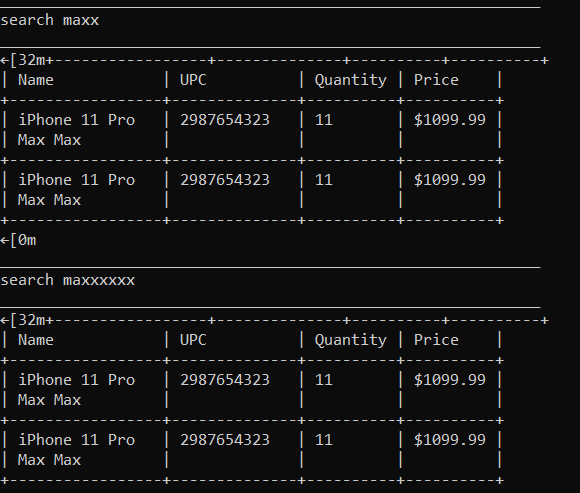 search maxx
←[32m+-----------------+--------------+----------+----------+
| Name            | UPC          | Quantity | Price    |
+-----------------+--------------+----------+----------+
| iPhone 11 Pro   | 2987654323   | 11       | $1099.99 |
| Max Max         |              |          |          |
+-----------------+--------------+----------+----------+
| iPhone 11 Pro   | 2987654323   | 11       | $1099.99 |
| Max Max         |              |          |          |
+-----------------+--------------+----------+----------+
←[0m
search maxxxxxx
←[32m+-----------------+--------------+----------+----------+
| Name            | UPC          | Quantity | Price    |
+-----------------+--------------+----------+----------+
| iPhone 11 Pro   | 2987654323   | 11       | $1099.99 |
| Max Max         |              |          |          |
+-----------------+--------------+----------+----------+
| iPhone 11 Pro   | 2987654323   | 11       | $1099.99 |
| Max Max         |              |          |          |
+-----------------+--------------+----------+----------+